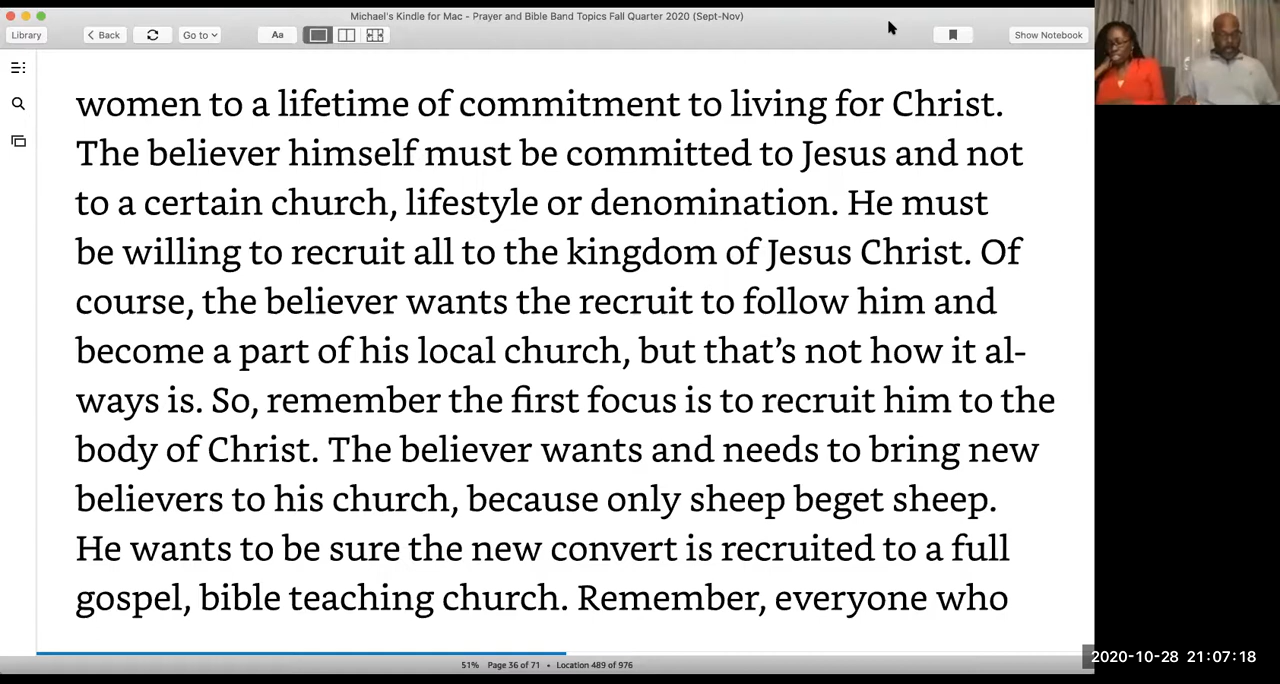 Michael's Kindle for Mac - Prayer and Bible Band Topics Fall Quarter 2020 (Sept-Nov)
Library Back Go to Aa Show Notebook
women to a lifetime of commitment to living for Christ.
The believer himself must be committed to Jesus and not
to a certain church, lifestyle or denomination. He must
be willing to recruit all to the kingdom of Jesus Christ. Of
course, the believer wants the recruit to follow him and
become a part of his local church, but that’s not how it al-
ways is. So, remember the first focus is to recruit him to the
body of Christ. The believer wants and needs to bring new
believers to his church, because only sheep beget sheep.
He wants to be sure the new convert is recruited to a full
gospel, bible teaching church. Remember, everyone who
51% Page 36 of 71 • Location 489 of 976
2020-10-28 21:07:18